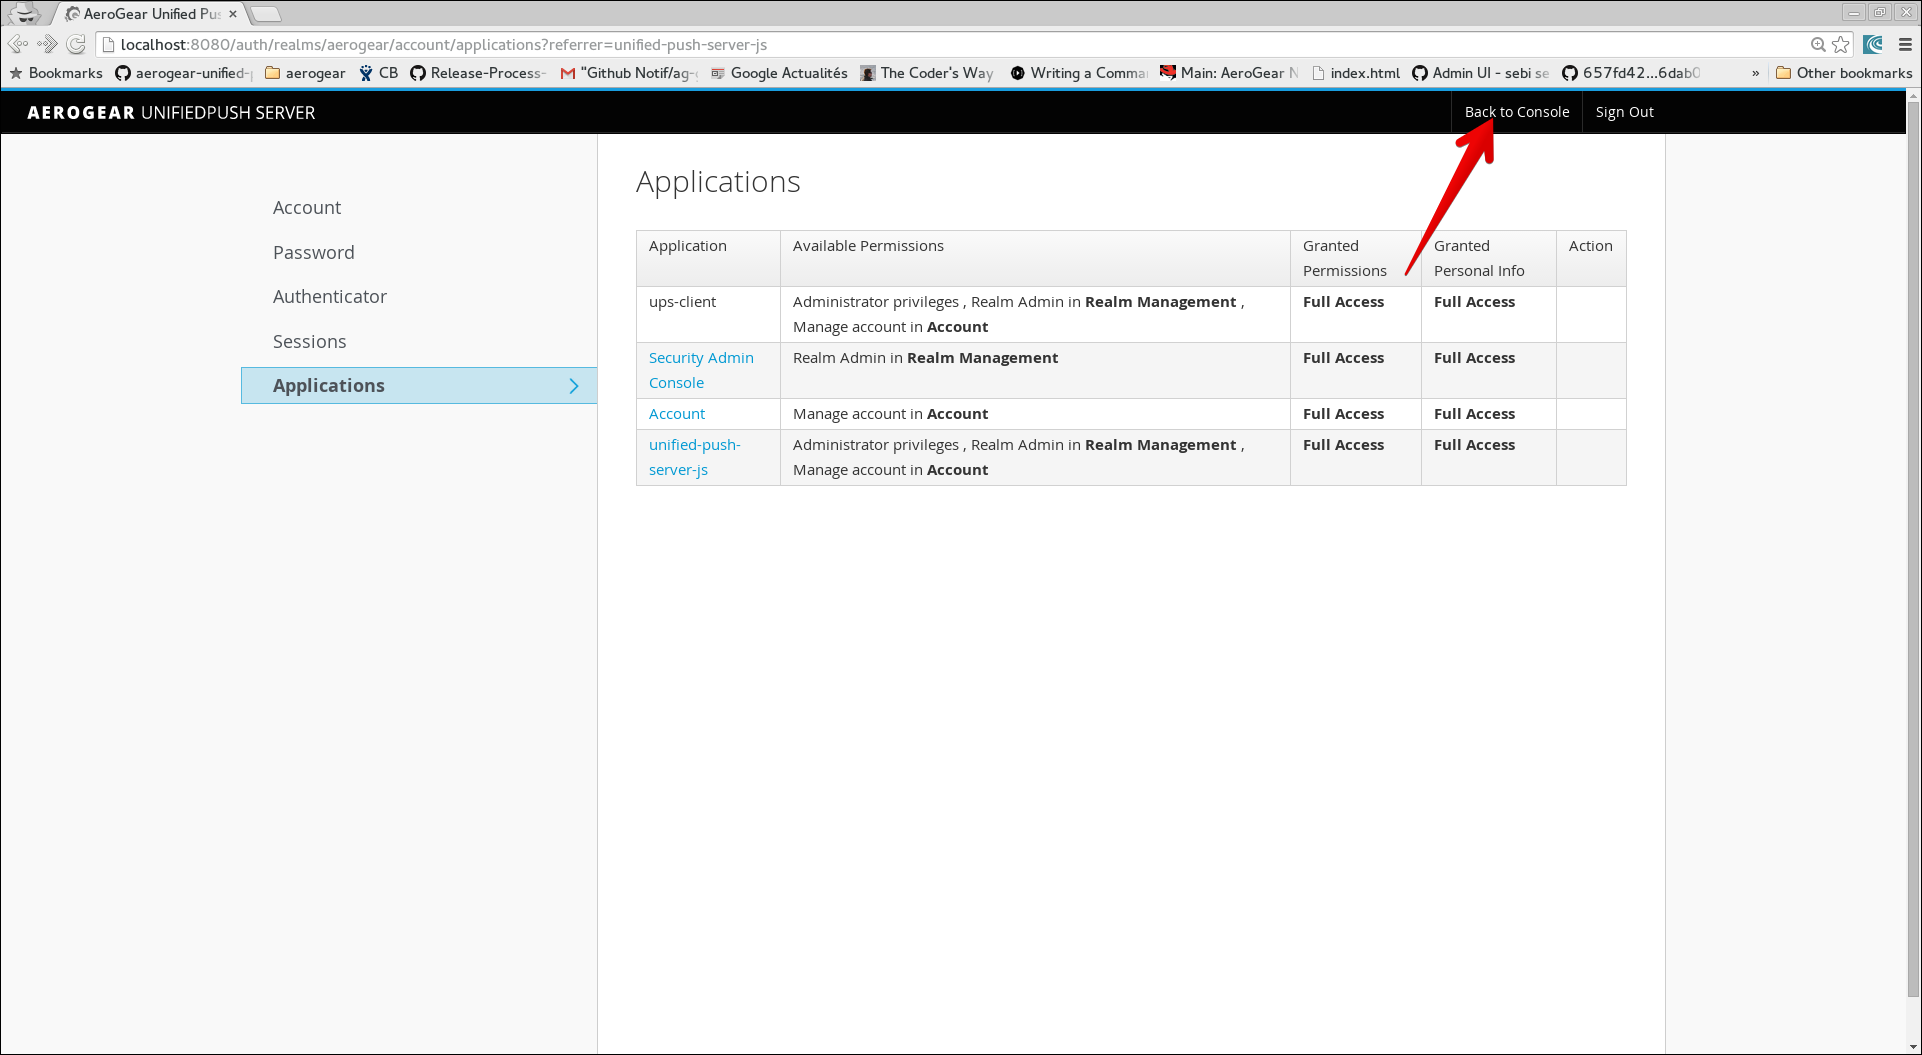 AeroGear Unified Pu
localhost:8080/auth/realms/aerogear/account/applications?referrer=unified-push-server-js
Bookmarks aerogear-unified- aerogear CB Release-Process- "Github Notif/ag- Google Actualités The Coder's Way Writing a Comma Main: AeroGear N index.html Admin UI - sebi se 657fd42...6dab0 » Other bookmarks
AEROGEAR UNIFIEDPUSH SERVER
Back to Console Sign Out
Account
Password
Authenticator
Sessions
Applications
Applications
Application Available Permissions Granted Permissions Granted Personal Info Action
ups-client Administrator privileges , Realm Admin in Realm Management , Manage account in Account Full Access Full Access
Security Admin Console Realm Admin in Realm Management Full Access Full Access
Account Manage account in Account Full Access Full Access
unified-push-server-js Administrator privileges , Realm Admin in Realm Management , Manage account in Account Full Access Full Access